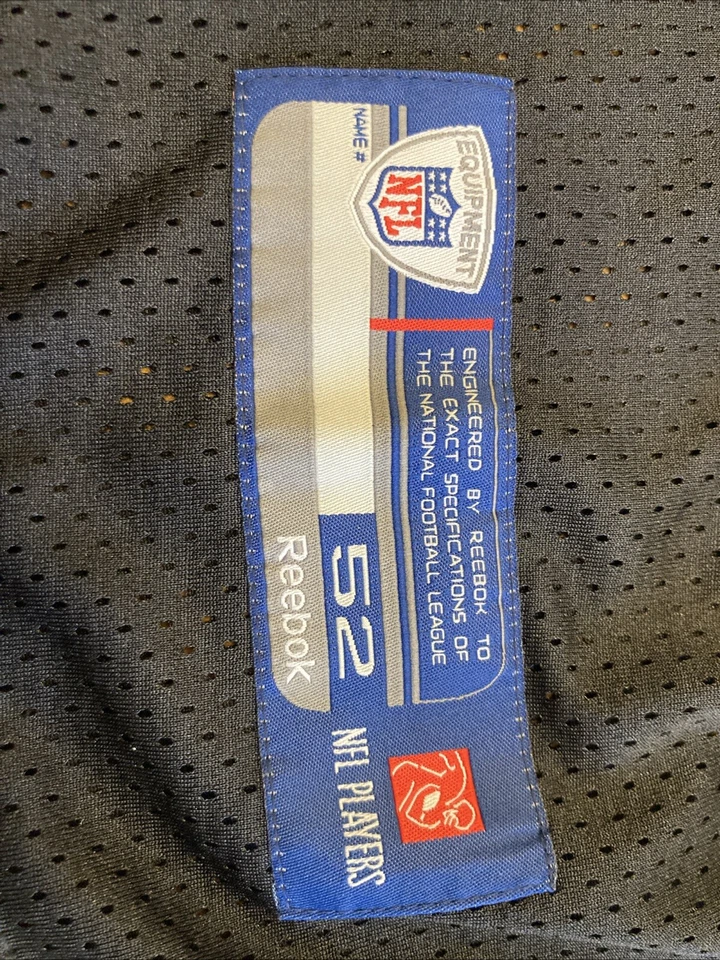 EQUIPMENT
NFL
NAME #
ENGINEERED BY REEBOK TO
THE EXACT SPECIFICATIONS OF
THE NATIONAL FOOTBALL LEAGUE
52
Reebok
NFL PLAYERS